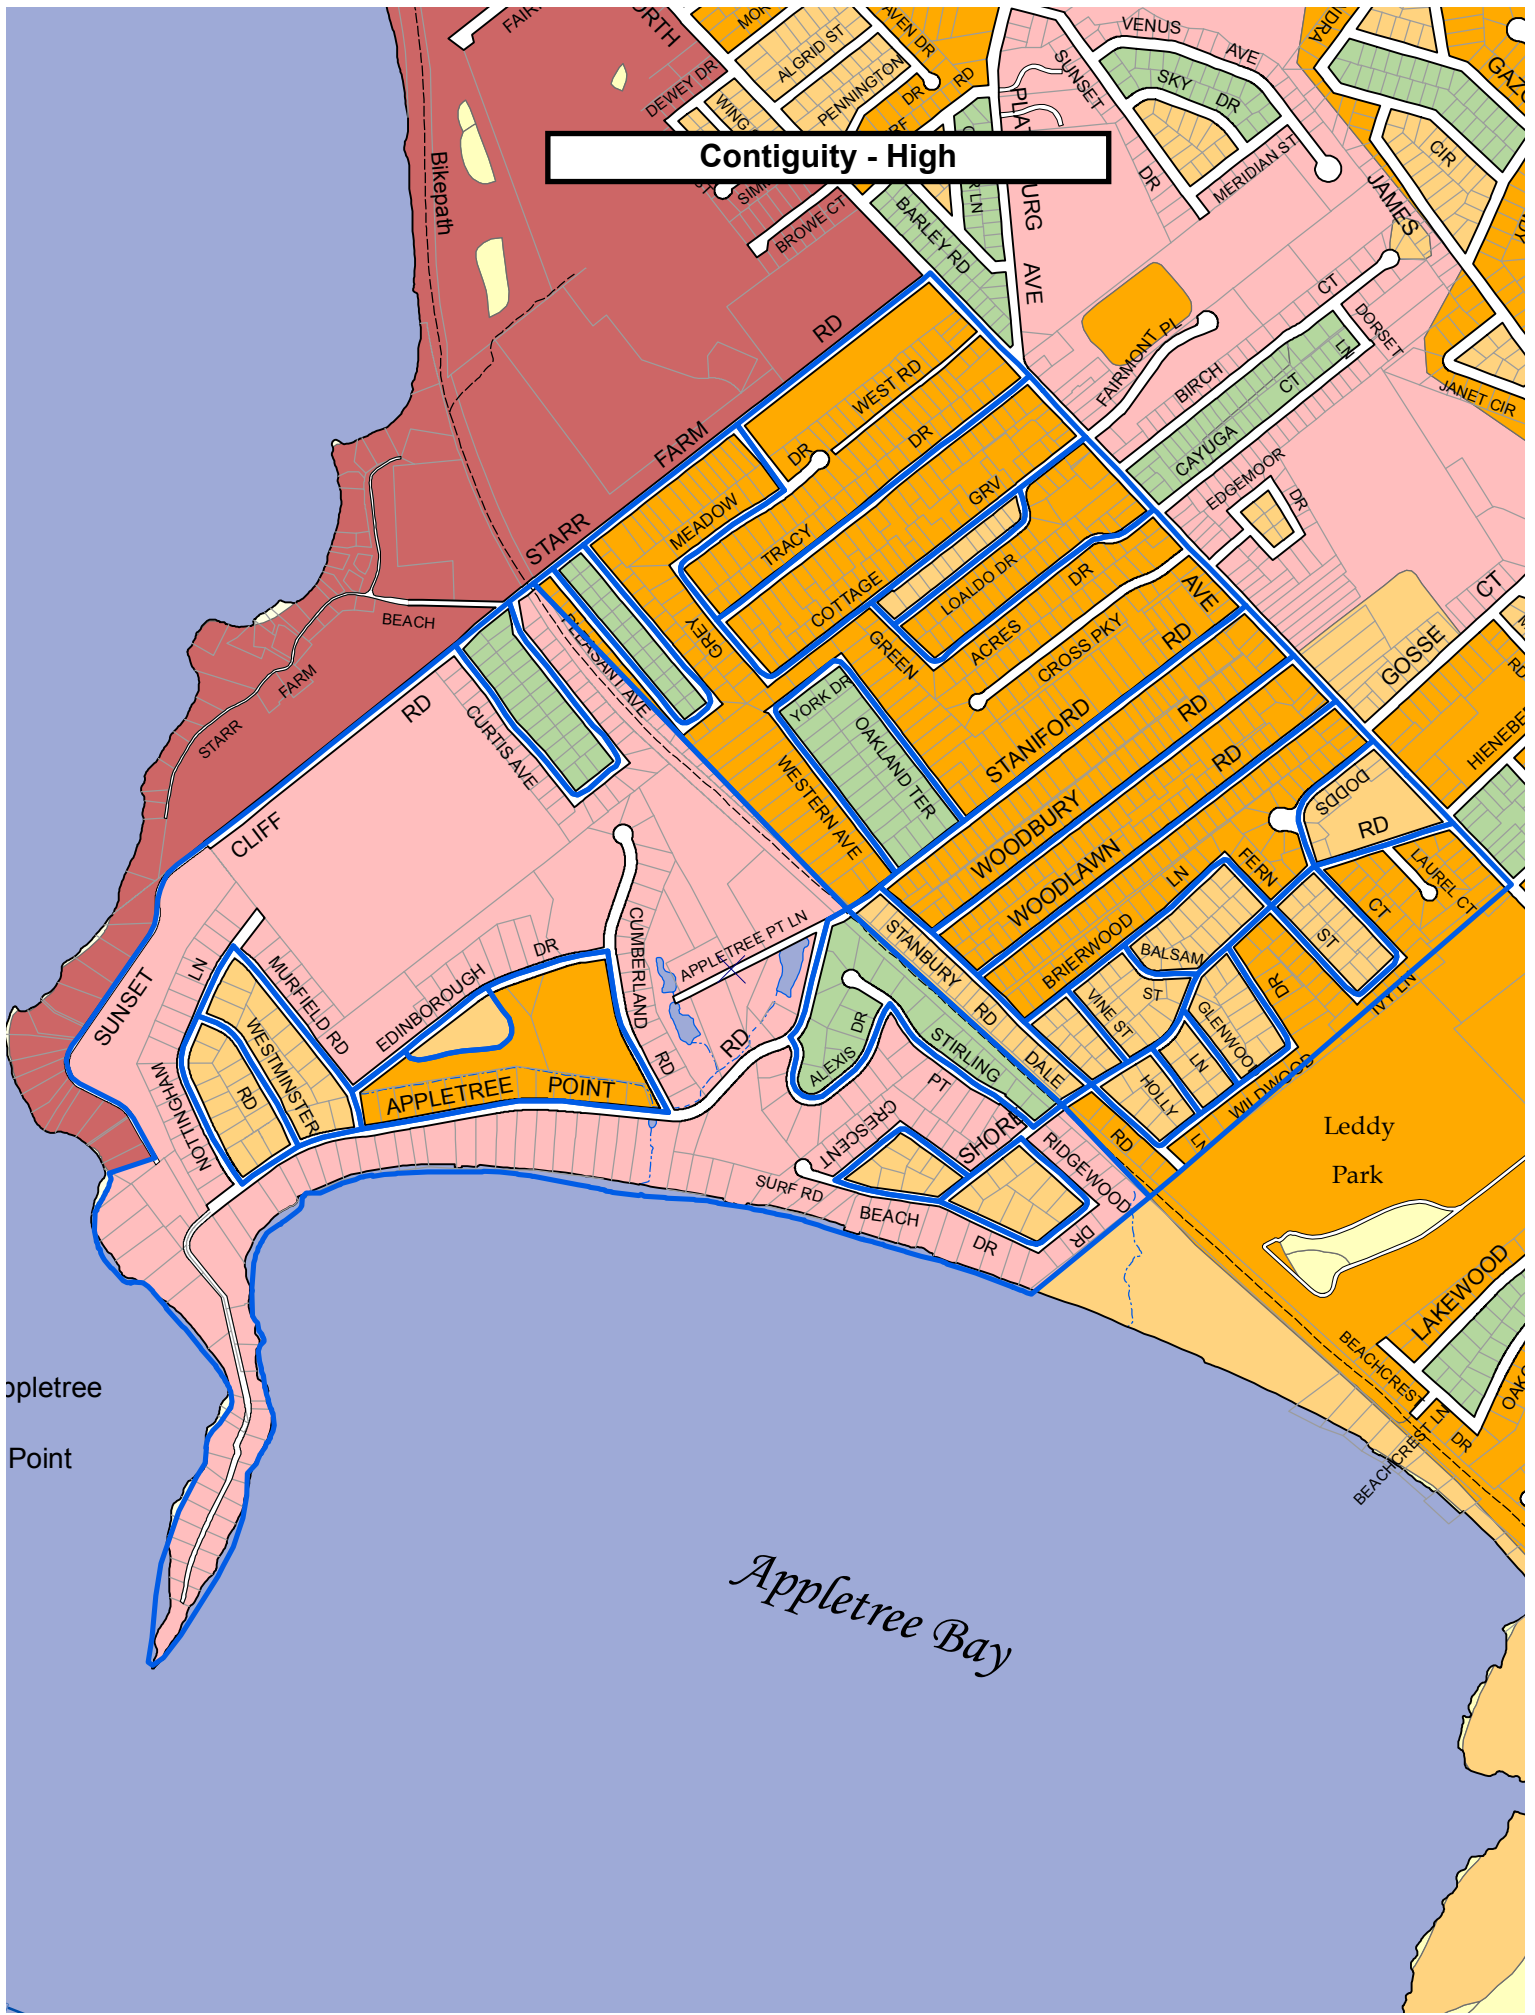 VENUS
AVE
ALGRID ST
PENNINGTON
DR
RD
DEWEY DR
SUNSET
DR
SKY
DR
Contiguity - High
MERIDIAN ST
CIR
JAMES
Bikepath
BROWE CT
BARLEY RD
AVE
CT
DORSET
LN
FAIRMONT PL
BIRCH
CAYUGA
CT
JANET CIR
STARR
FARM
RD
WEST RD
MEADOW
DR
TRACY
DR
COTTAGE
GRV
EDGEMOOR
DR
LOALDO DR
GREEN
ACRES
DR
CROSS PKY
AVE
GOSSE
CT
BEACH
FARM
STARR
PLEASANT AVE
GREY
CURTIS AVE
YORK DR
OAKLAND TER
WESTERN AVE
STANIFORD
RD
WOODBURY
RD
WOODLAWN
RD
DODDS
RD
CLIFF
RD
SUNSET
LAUREL CT
FERN
CT
ST
BRIERWOOD
LN
BALSAM
ST
VINE ST
GLENWOOD
DR
IVY LN
CUMBERLAND
RD
APPLETREE PT LN
STANBURY
RD
EDINBOROUGH
DR
MURFIELD RD
LN
NOTTINGHAM
WESTMINSTER
RD
APPLETREE
POINT
RD
ALEXIS
DR
STIRLING
PT
DALE
RD
HOLLY
LN
WILDWOOD
LN
CRESCENT
SHORE
RIDGEWOOD
DR
SURF RD
BEACH
DR
Leddy
Park
LAKEWOOD
BEACHCREST
DR
BEACHCREST LN
Point
Appletree Bay